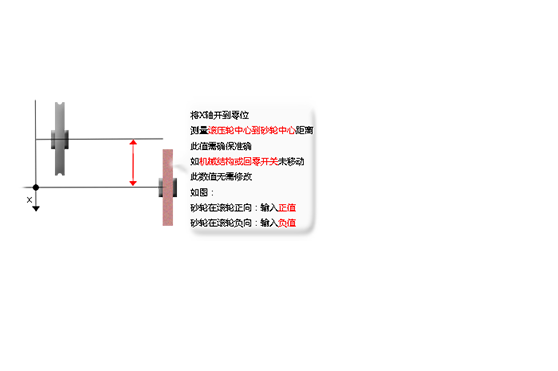 将X轴开到零位
测量滚压轮中心到砂轮中心距离
此值需确保准确
如机械结构或回零开关未移动
此数值无需修改
如图：
砂轮在滚轮正向：输入正值
砂轮在滚轮负向：输入负值
X